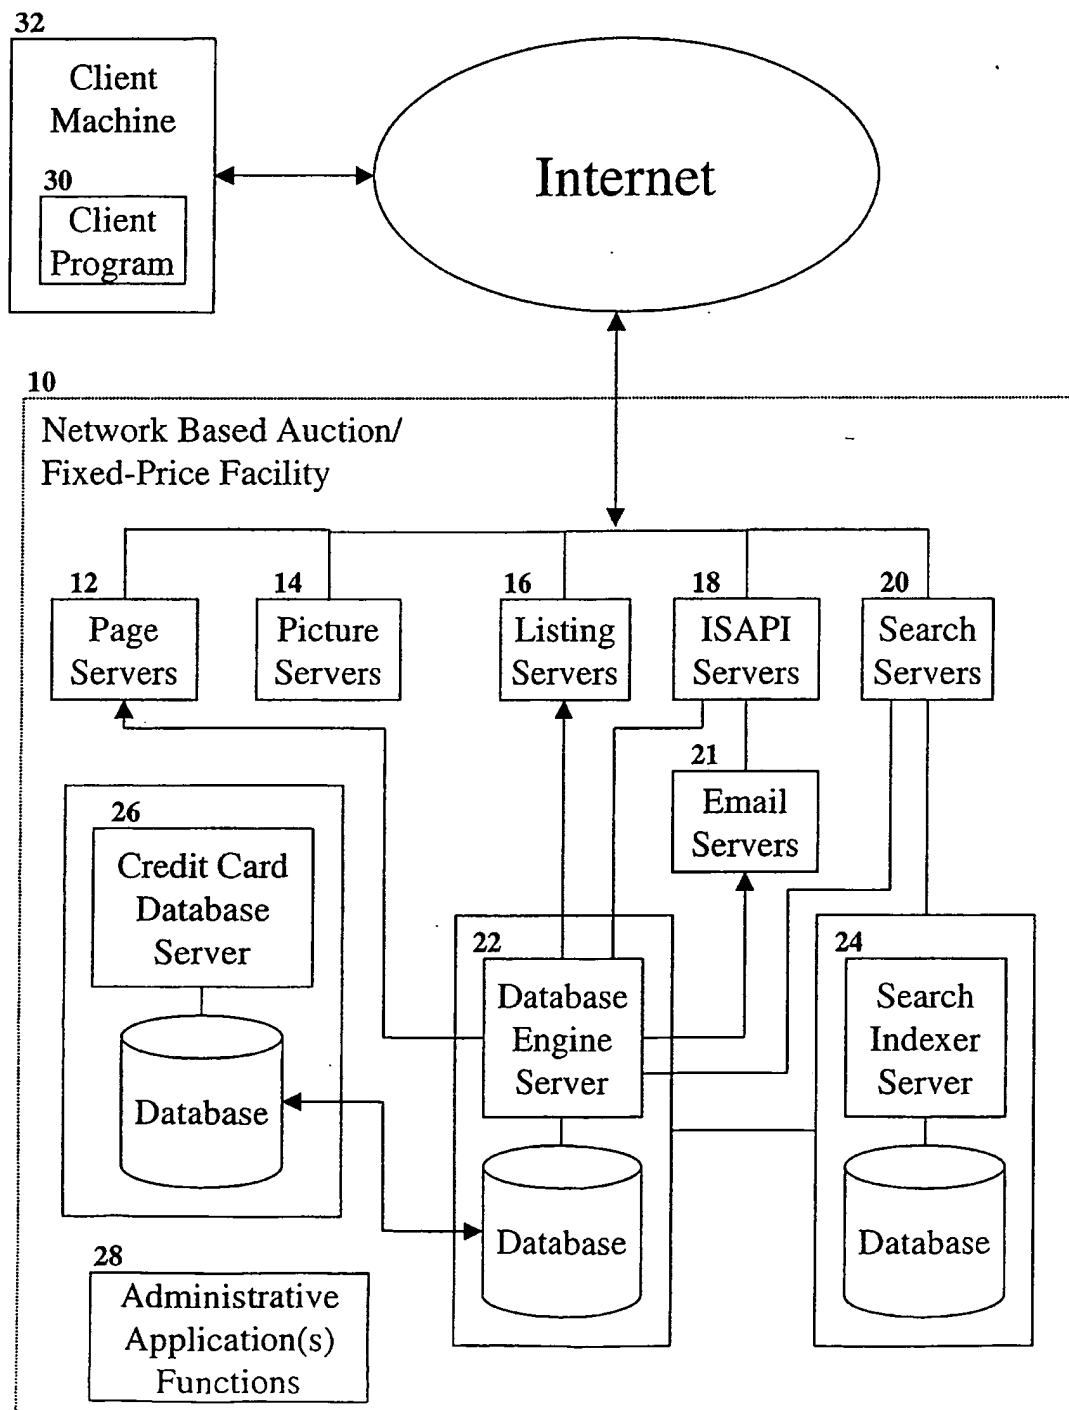 32
Client
Machine
30
Client
Program
Internet
10
Network Based Auction/
Fixed-Price Facility
12
Page
Servers
14
Picture
Servers
16
Listing
Servers
18
ISAPI
Servers
20
Search
Servers
21
Email
Servers
26
Credit Card
Database
Server
Database
22
Database
Engine
Server
Database
24
Search
Indexer
Server
Database
28
Administrative
Application(s)
Functions